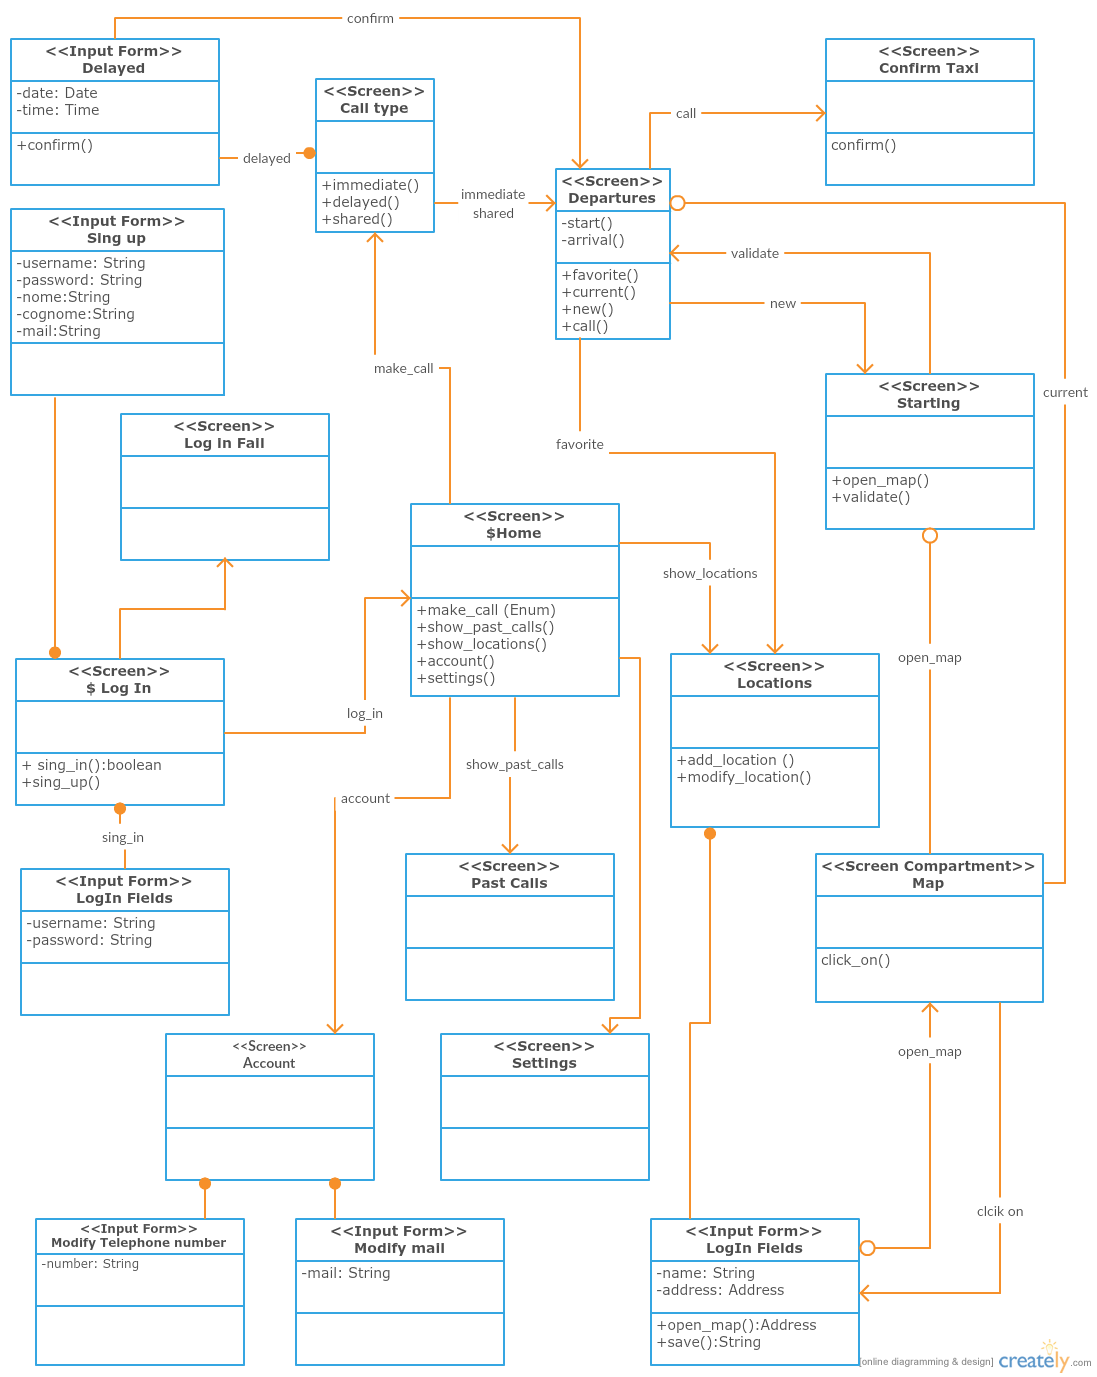 confirm
<<Input Form>>
Delayed
-date: Date
-time: Time
+confirm()
delayed
<<Screen>>
Call type
+immediate()
+delayed()
+shared()
immediate
shared
<<Screen>>
Confirm Taxi
confirm()
call
<<Screen>>
Departures
-start()
-arrival()
+favorite()
+current()
+new()
+call()
validate
new
current
<<Input Form>>
Sing up
-username: String
-password: String
-nome:String
-cognome:String
-mail:String
make_call
favorite
<<Screen>>
Starting
+open_map()
+validate()
<<Screen>>
Log in Fail
<<Screen>>
$Home
+make_call (Enum)
+show_past_calls()
+show_locations()
+account()
+settings()
show_locations
open_map
<<Screen>>
$ Log In
+ sing_in():boolean
+sing_up()
log_in
<<Screen>>
Locations
+add_location ()
+modify_location()
show_past_calls
account
sing_in
<<Input Form>>
LogIn Fields
-username: String
-password: String
<<Screen>>
Past Calls
<<Screen Compartment>>
Map
click_on()
<<Screen>>
Account
<<Screen>>
Settings
open_map
clcik on
<<Input Form>>
Modify Telephone number
-number: String
<<Input Form>>
Modify mail
-mail: String
<<Input Form>>
LogIn Fields
-name: String
-address: Address
+open_map():Address
+save():String
[online diagramming & design] creately.com